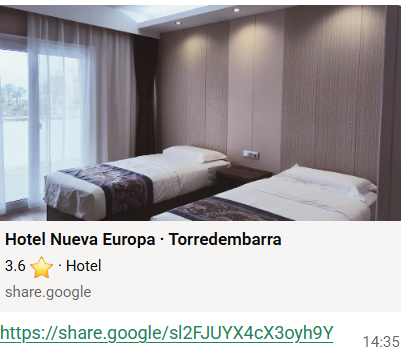 Hotel Nueva Europa · Torredembarra
3.6 ⭐ · Hotel
share.google
https://share.google/sl2FJUYX4cX3oyh9Y
14:35